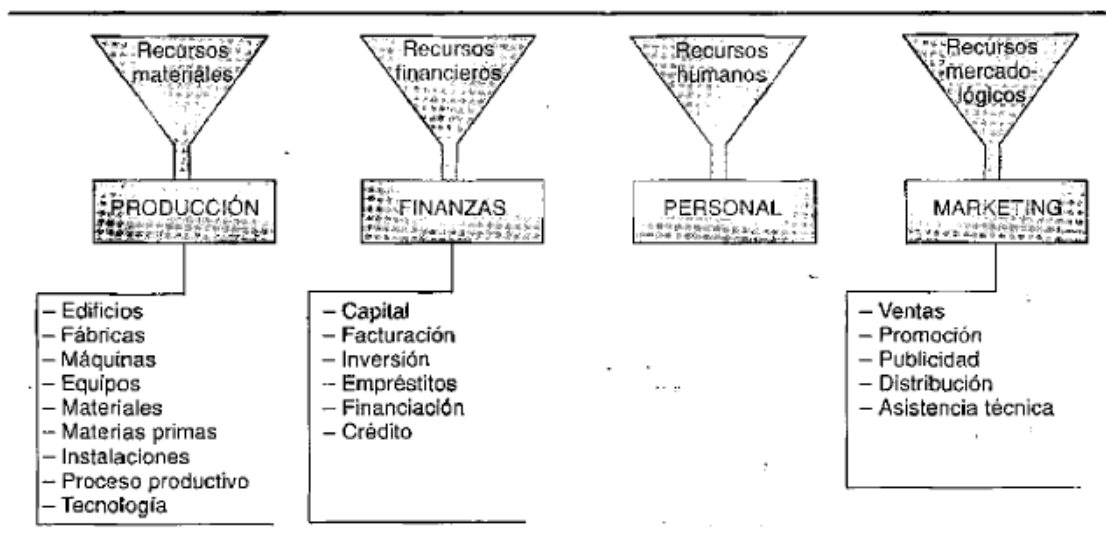 Recursos
materiales
Recursos
financieros
Recursos
humanos
Recursos
mercado-
lógicos
PRODUCCIÓN
FINANZAS
PERSONAL
MARKETING
– Edificios
– Fábricas
– Máquinas
– Equipos
– Materiales
– Materias primas
– Instalaciones
– Proceso productivo
– Tecnología
– Capital
– Facturación
– Inversión
– Empréstitos
– Financiación
– Crédito
– Ventas
– Promoción
– Publicidad
– Distribución
– Asistencia técnica